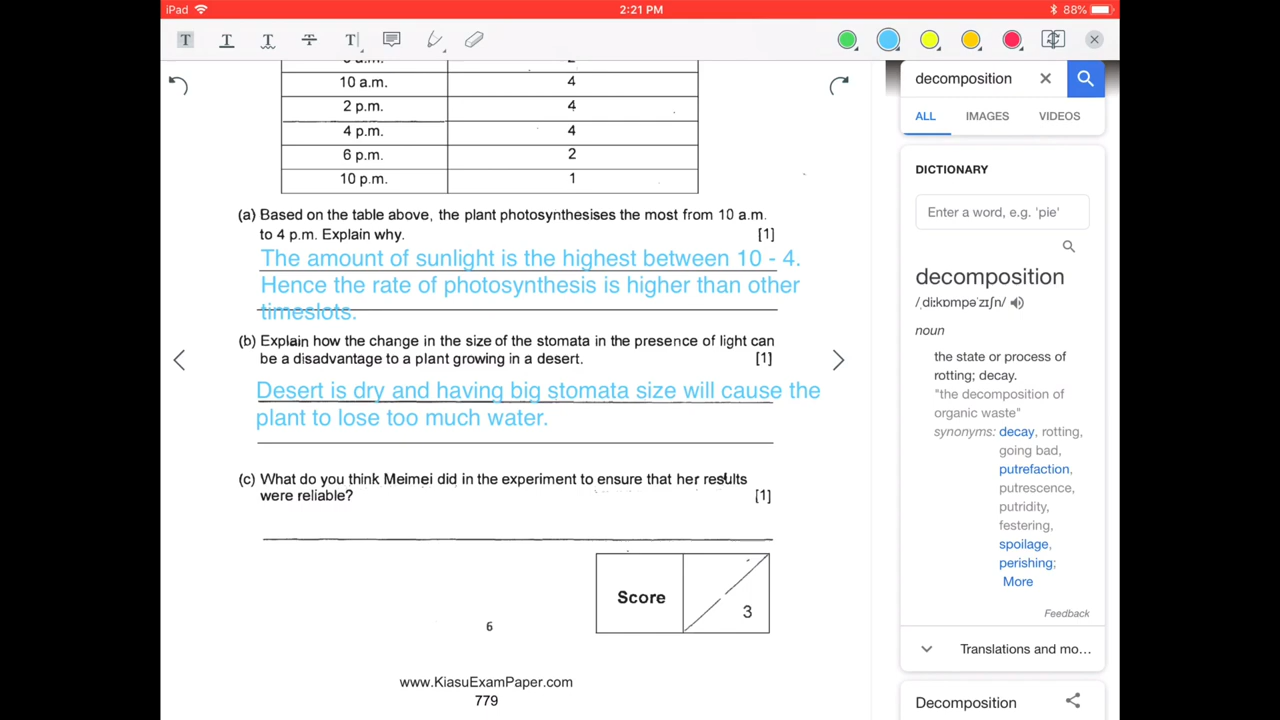 iPad 2:21 PM 88%
10 a.m. 4
2 p.m. 4
4 p.m. 4
6 p.m. 2
10 p.m. 1
(a) Based on the table above, the plant photosynthesises the most from 10 a.m.
to 4 p.m. Explain why. [1]
The amount of sunlight is the highest between 10 - 4.
Hence the rate of photosynthesis is higher than other
timeslots.
(b) Explain how the change in the size of the stomata in the presence of light can
be a disadvantage to a plant growing in a desert. [1]
Desert is dry and having big stomata size will cause the
plant to lose too much water.
(c) What do you think Meimei did in the experiment to ensure that her results
were reliable? [1]
Score 3
6
www.KiasuExamPaper.com
779
decomposition
ALL IMAGES VIDEOS
DICTIONARY
Enter a word, e.g. 'pie'
decomposition
/ˌdiːkɒmpəˈzɪʃn/
noun
the state or process of
rotting; decay.
"the decomposition of
organic waste"
synonyms: decay, rotting,
going bad,
putrefaction,
putrescence,
putridity,
festering,
spoilage,
perishing;
More
Feedback
Translations and mo...
Decomposition